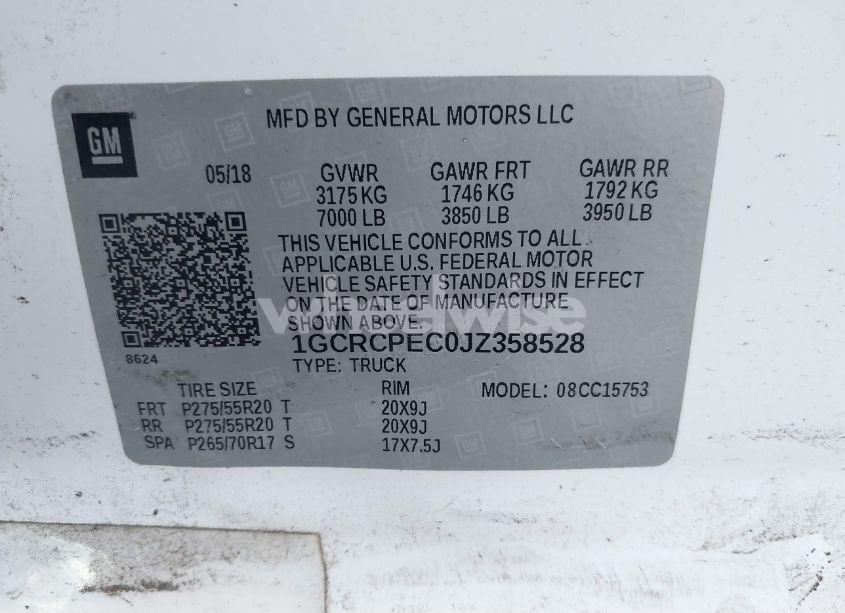 GM
MFD BY GENERAL MOTORS LLC
05/18 GVWR GAWR FRT GAWR RR
3175 KG 1746 KG 1792 KG
7000 LB 3850 LB 3950 LB
THIS VEHICLE CONFORMS TO ALL
APPLICABLE U.S. FEDERAL MOTOR
VEHICLE SAFETY STANDARDS IN EFFECT
ON THE DATE OF MANUFACTURE
SHOWN ABOVE.
1GCRCPEC0JZ358528
8624
TYPE: TRUCK
TIRE SIZE RIM MODEL: 08CC15753
FRT P275/55R20 T 20X9J
RR P275/55R20 T 20X9J
SPA P265/70R17 S 17X7.5J